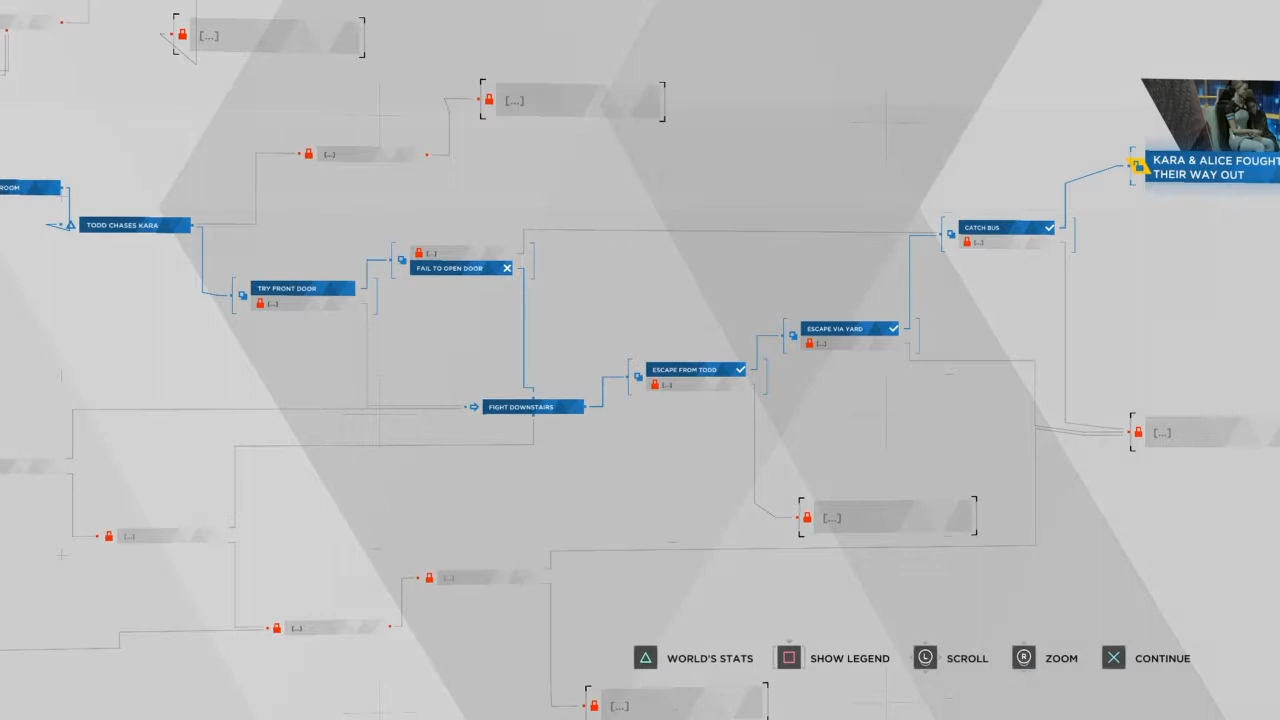 [...]
[...]
[...]
KARA & ALICE FOUGHT
THEIR WAY OUT
ROOM
TODD CHASES KARA
CATCH BUS
[...]
[...]
FAIL TO OPEN DOOR
TRY FRONT DOOR
[...]
ESCAPE VIA YARD
[...]
ESCAPE FROM TODD
[...]
FIGHT DOWNSTAIRS
[...]
[...]
[...]
[...]
[...]
WORLD'S STATS
SHOW LEGEND
L SCROLL
R ZOOM
CONTINUE
[...]